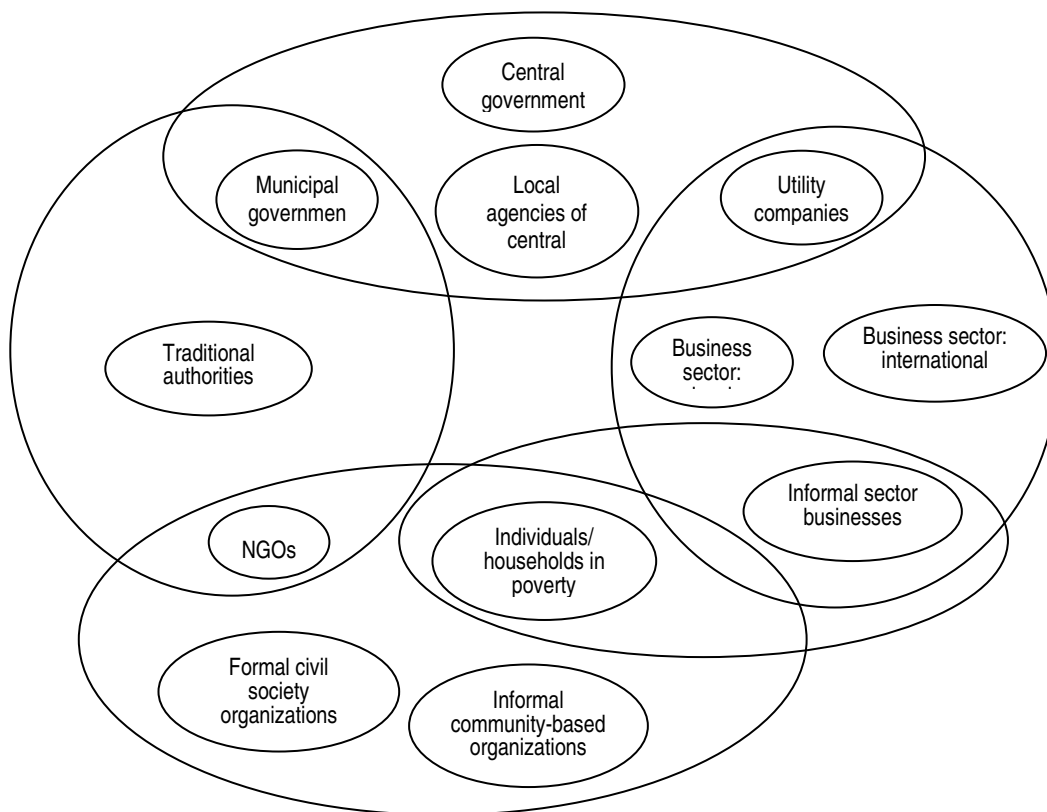 Central
government
Municipal
governmen
Local
agencies of
central
Utility
companies
Traditional
authorities
Business
sector:
Business sector:
international
Informal sector
businesses
NGOs
Individuals/
households in
poverty
Formal civil
society
organizations
Informal
community-based
organizations